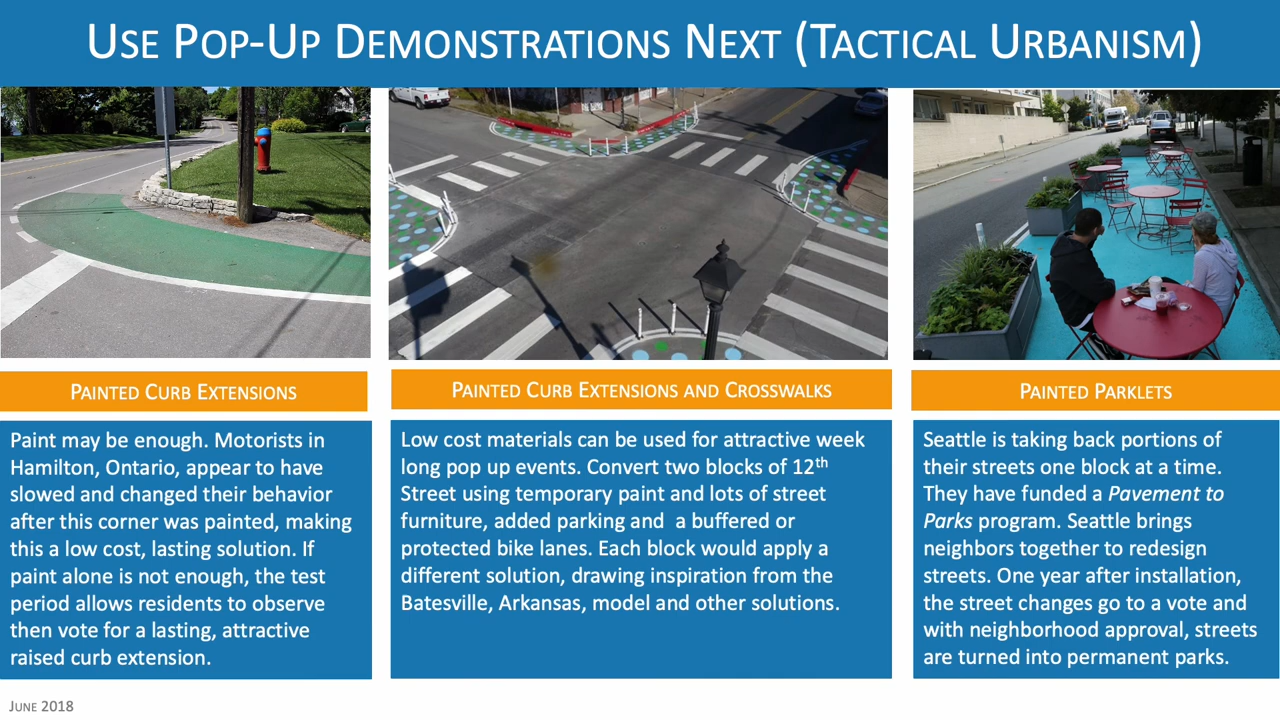 Use Pop-Up Demonstrations Next (Tactical Urbanism)
Painted Curb Extensions
Paint may be enough. Motorists in
Hamilton, Ontario, appear to have
slowed and changed their behavior
after this corner was painted, making
this a low cost, lasting solution. If
paint alone is not enough, the test
period allows residents to observe
then vote for a lasting, attractive
raised curb extension.
Painted Curb Extensions and Crosswalks
Low cost materials can be used for attractive week
long pop up events. Convert two blocks of 12th
Street using temporary paint and lots of street
furniture, added parking and  a buffered or
protected bike lanes. Each block would apply a
different solution, drawing inspiration from the
Batesville, Arkansas, model and other solutions.
Painted Parklets
Seattle is taking back portions of
their streets one block at a time.
They have funded a Pavement to
Parks program. Seattle brings
neighbors together to redesign
streets. One year after installation,
the street changes go to a vote and
with neighborhood approval, streets
are turned into permanent parks.
June 2018